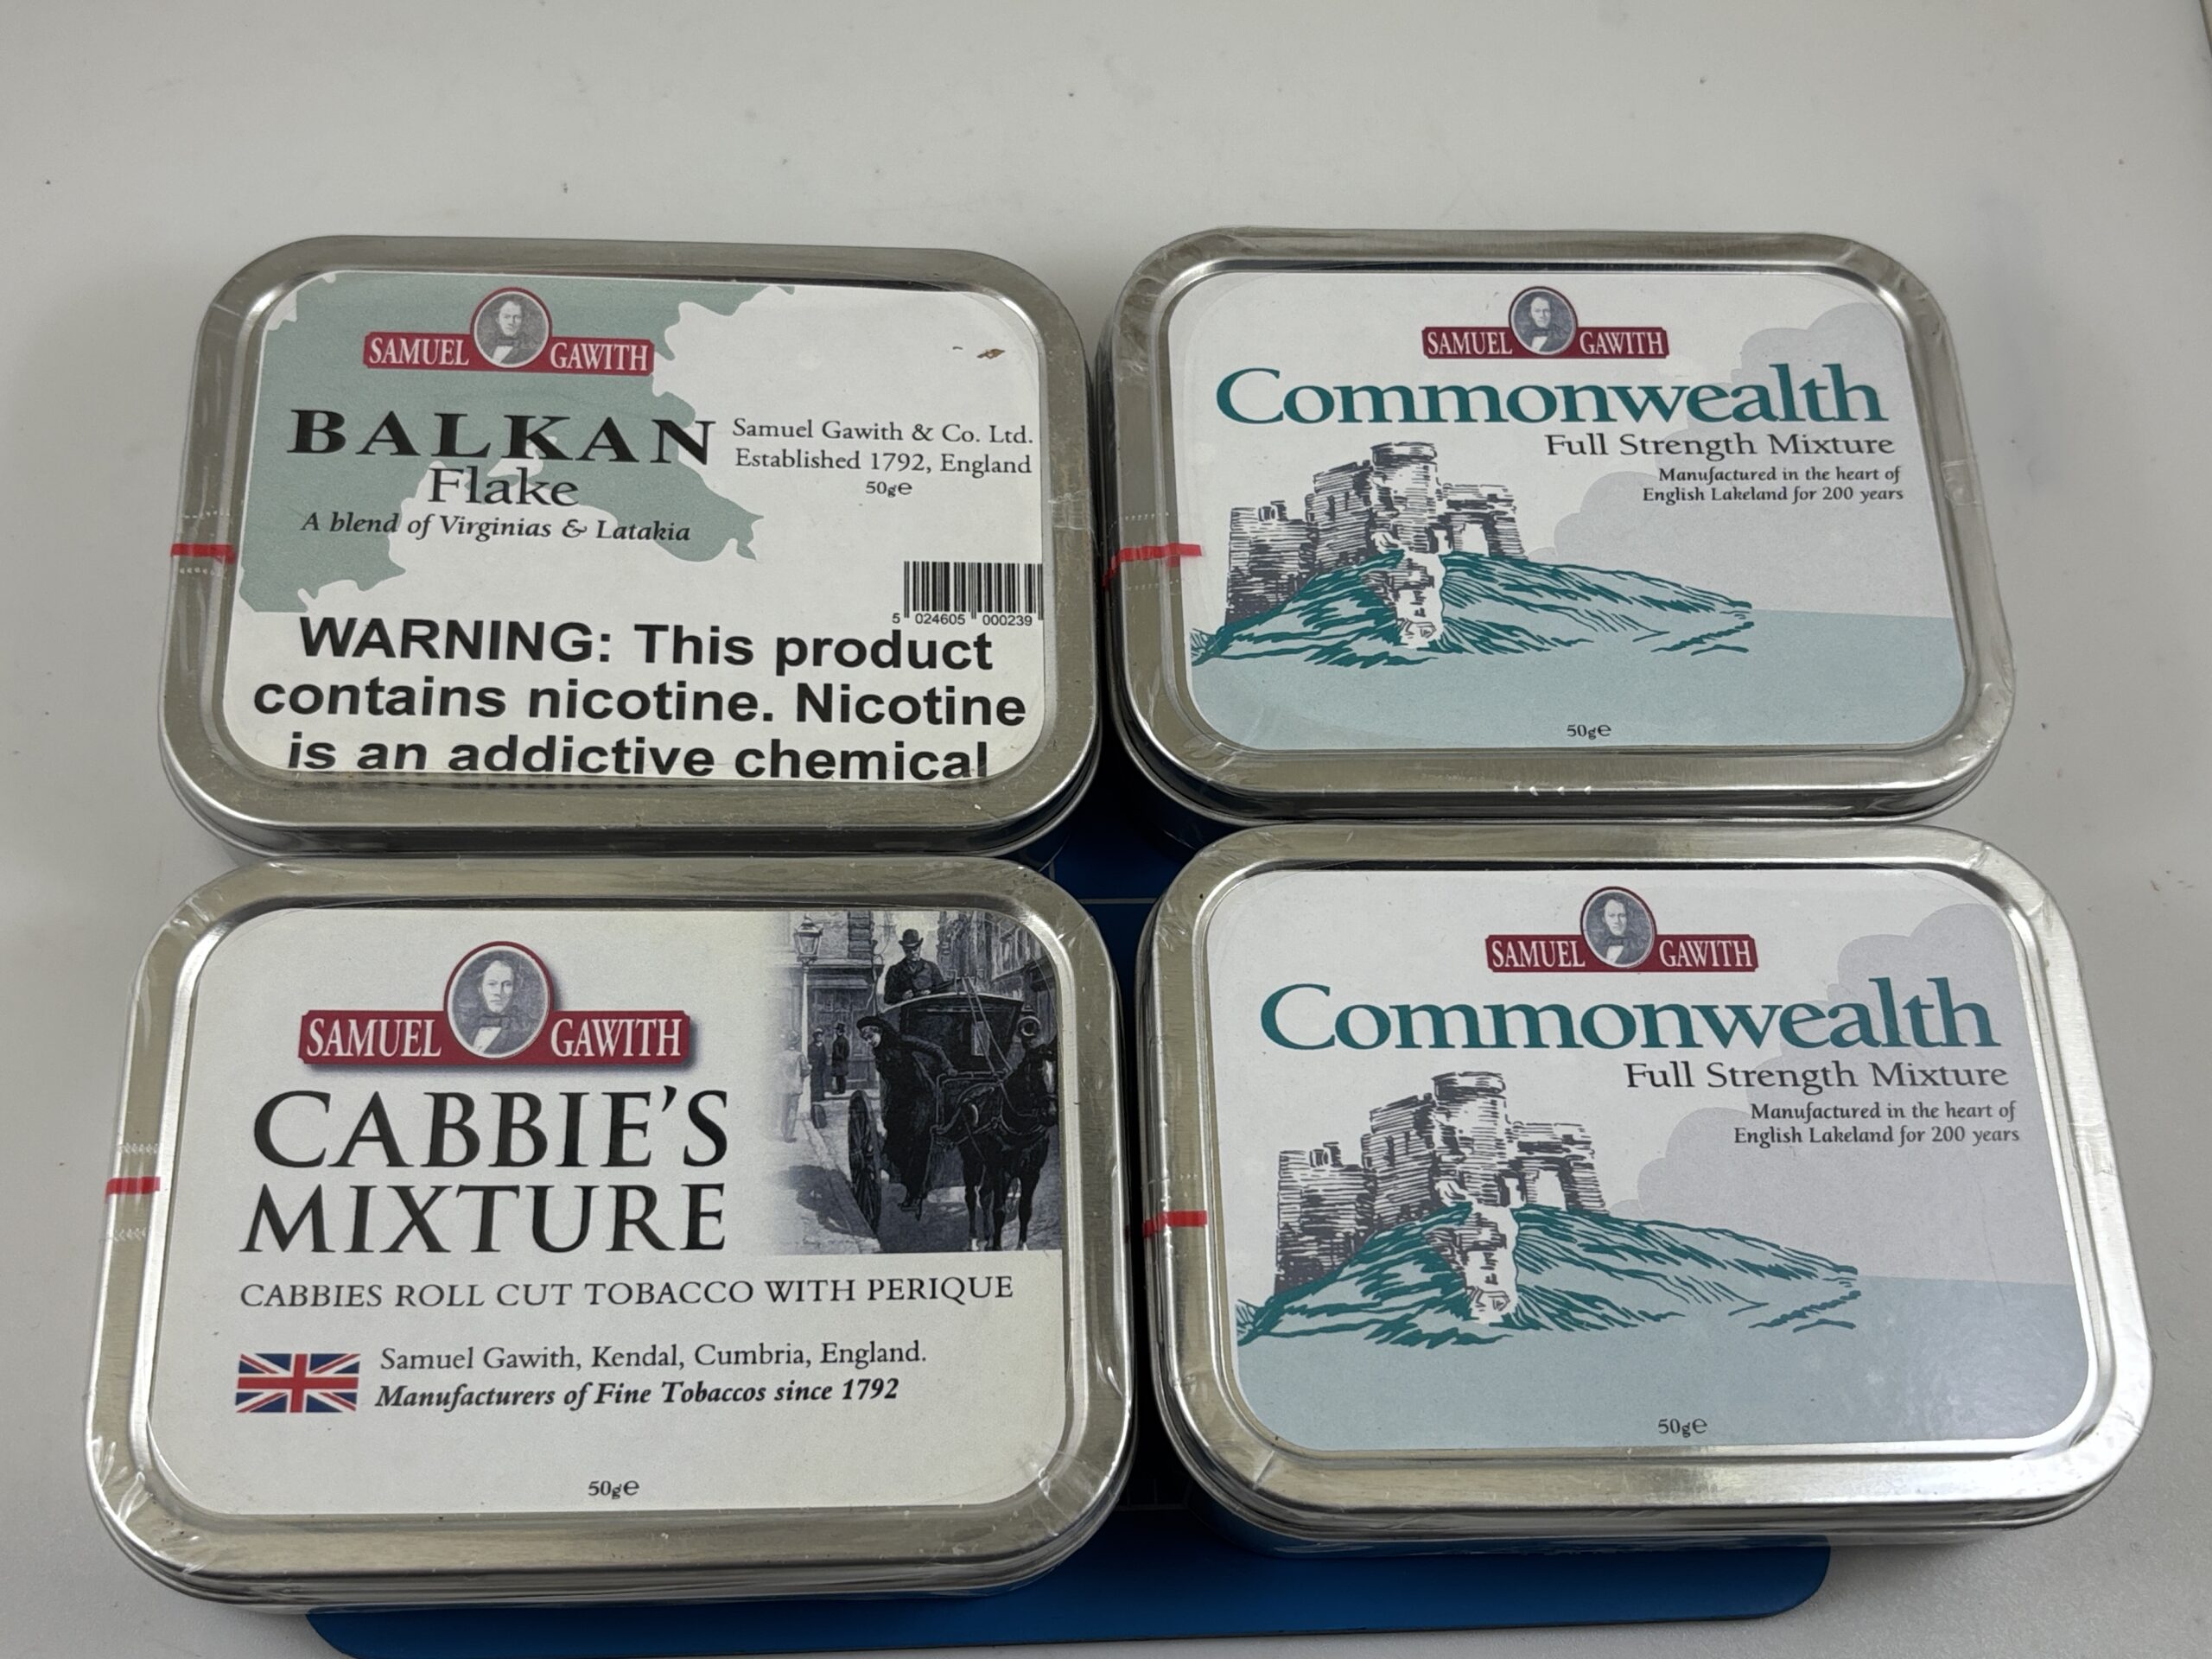 SAMUEL GAWITH
BALKAN
Flake
A blend of Virginias & Latakia
Samuel Gawith & Co. Ltd.
Established 1792, England
50g℮
5 024605 000239
WARNING: This product
contains nicotine. Nicotine
is an addictive chemical
SAMUEL GAWITH
Commonwealth
Full Strength Mixture
Manufactured in the heart of
English Lakeland for 200 years
50g℮
SAMUEL GAWITH
CABBIE'S
MIXTURE
CABBIES ROLL CUT TOBACCO WITH PERIQUE
Samuel Gawith, Kendal, Cumbria, England.
Manufacturers of Fine Tobaccos since 1792
50g℮
SAMUEL GAWITH
Commonwealth
Full Strength Mixture
Manufactured in the heart of
English Lakeland for 200 years
50g℮